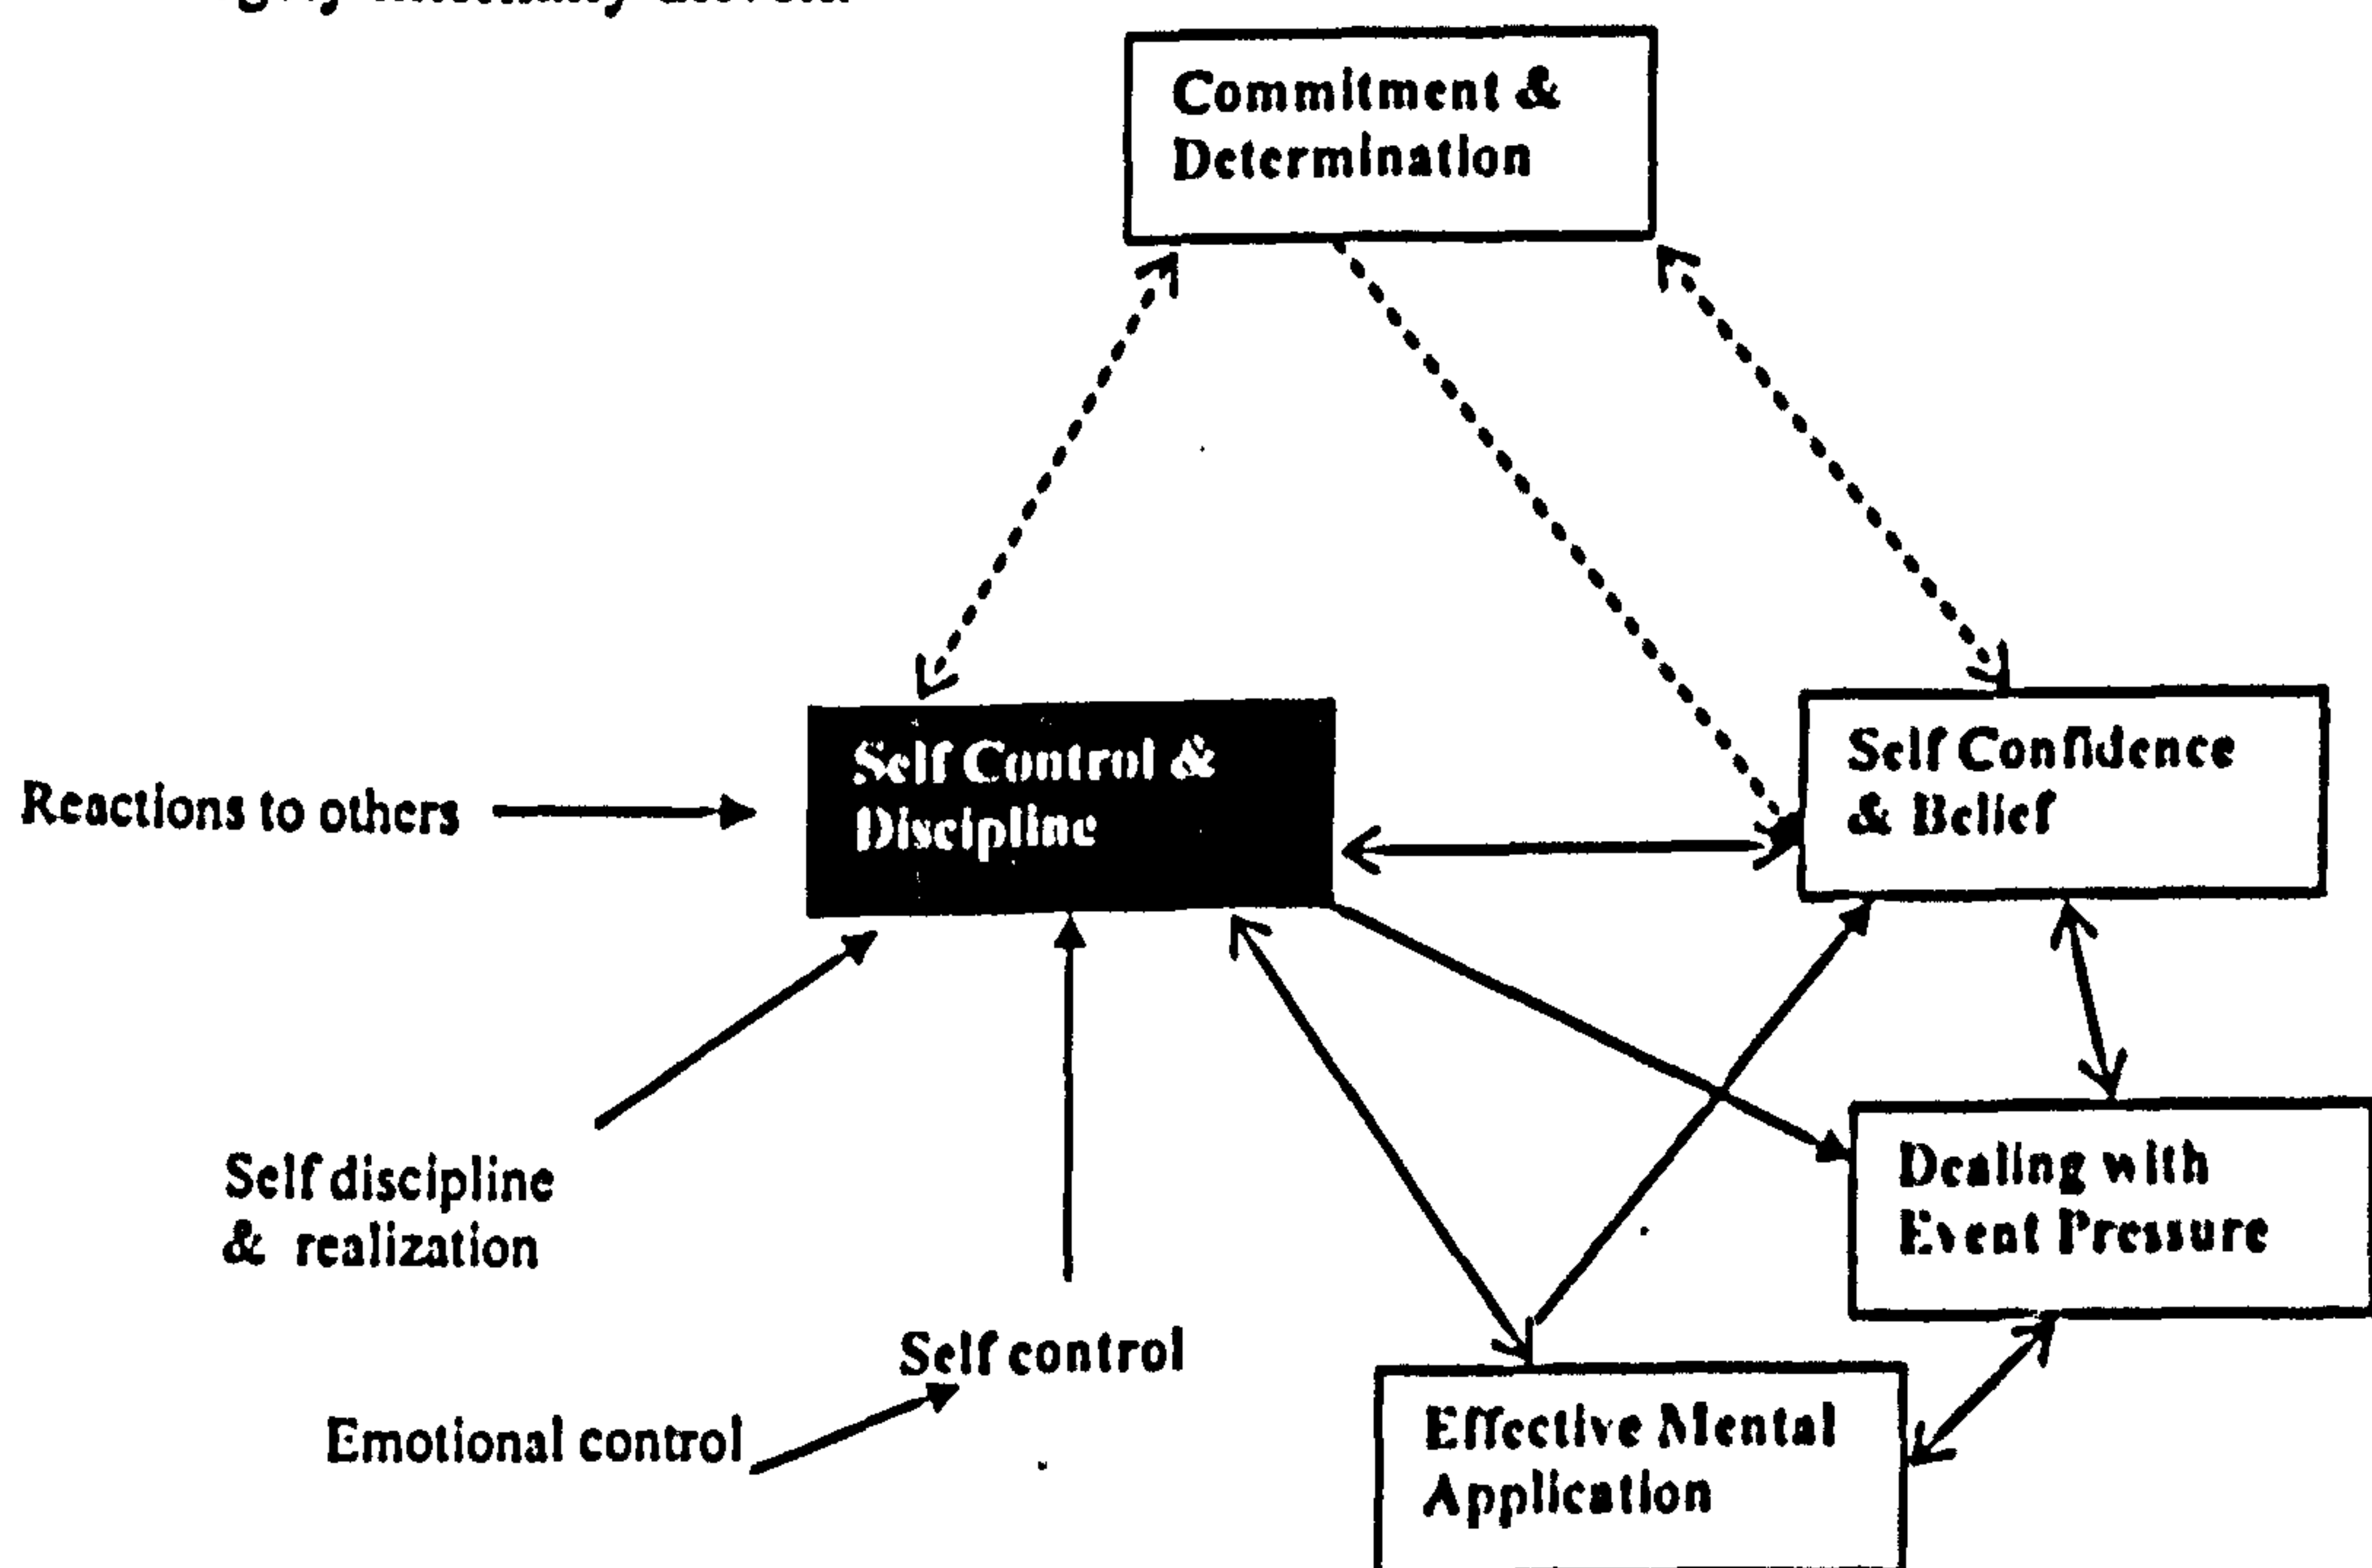 Commitment &
Determination
Self Control &
Discipline
Self Confidence
& Belief
Reactions to others
Self discipline
& realization
Dealing with
Event Pressure
Self control
Emotional control
Effective Mental
Application